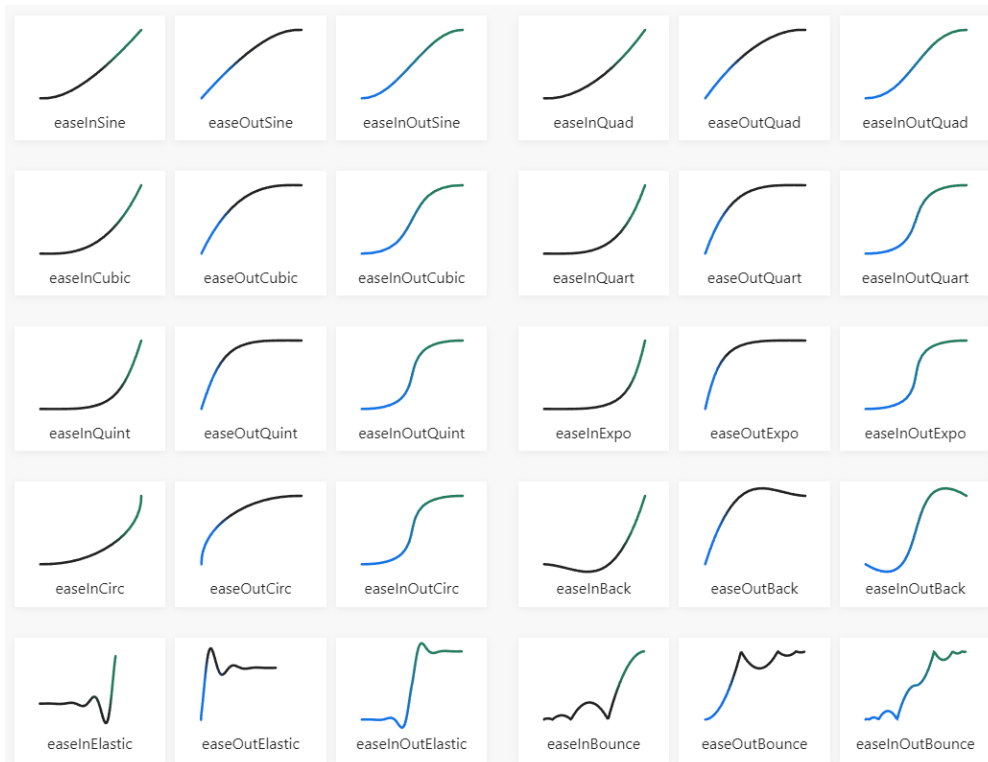 easeInSine
easeOutSine
easeInOutSine
easeInQuad
easeOutQuad
easeInOutQuad
easeInCubic
easeOutCubic
easeInOutCubic
easeInQuart
easeOutQuart
easeInOutQuart
easeInQuint
easeOutQuint
easeInOutQuint
easeInExpo
easeOutExpo
easeInOutExpo
easeInCirc
easeOutCirc
easeInOutCirc
easeInBack
easeOutBack
easeInOutBack
easeInElastic
easeOutElastic
easeInOutElastic
easeInBounce
easeOutBounce
easeInOutBounce